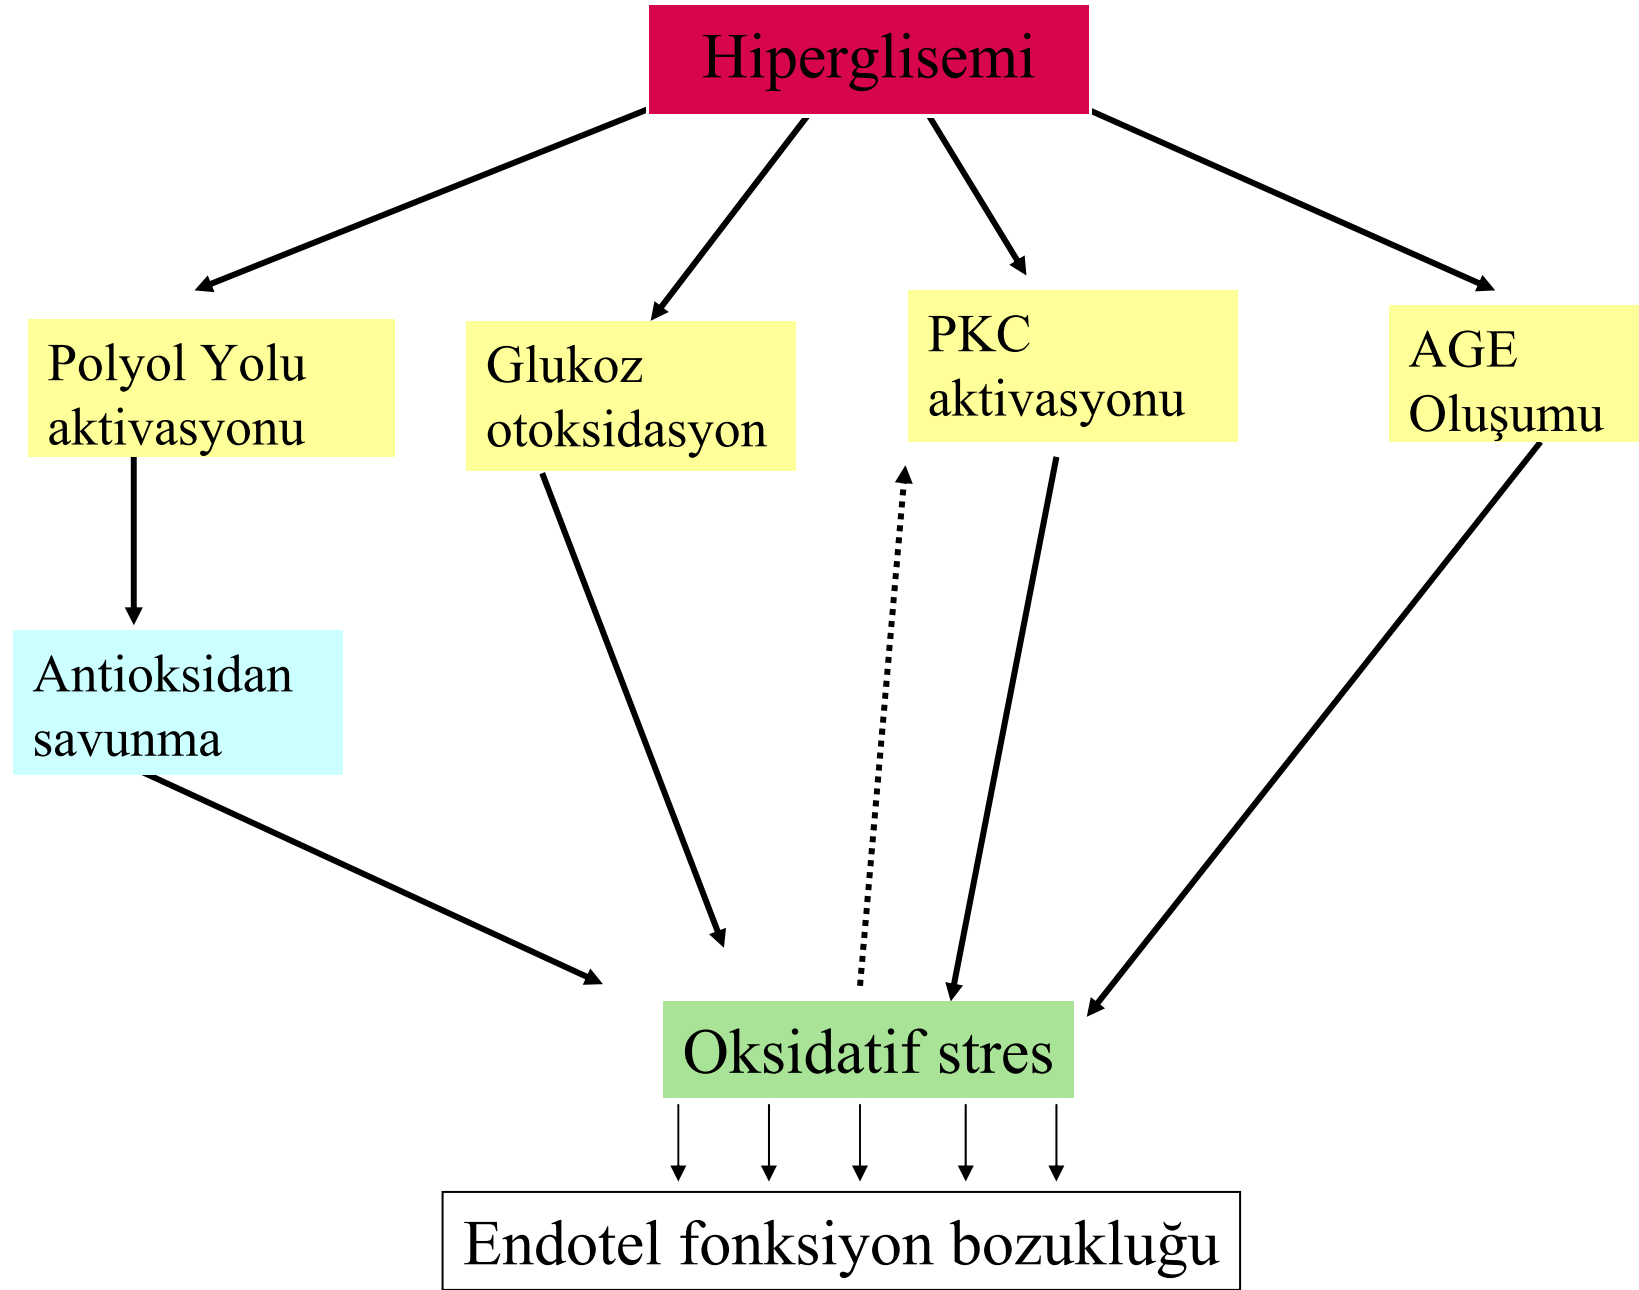 Hiperglisemi
Polyol Yolu
aktivasyonu
Glukoz
otoksidasyon
PKC
aktivasyonu
AGE
Oluşumu
Antioksidan
savunma
Oksidatif stres
Endotel fonksiyon bozukluğu